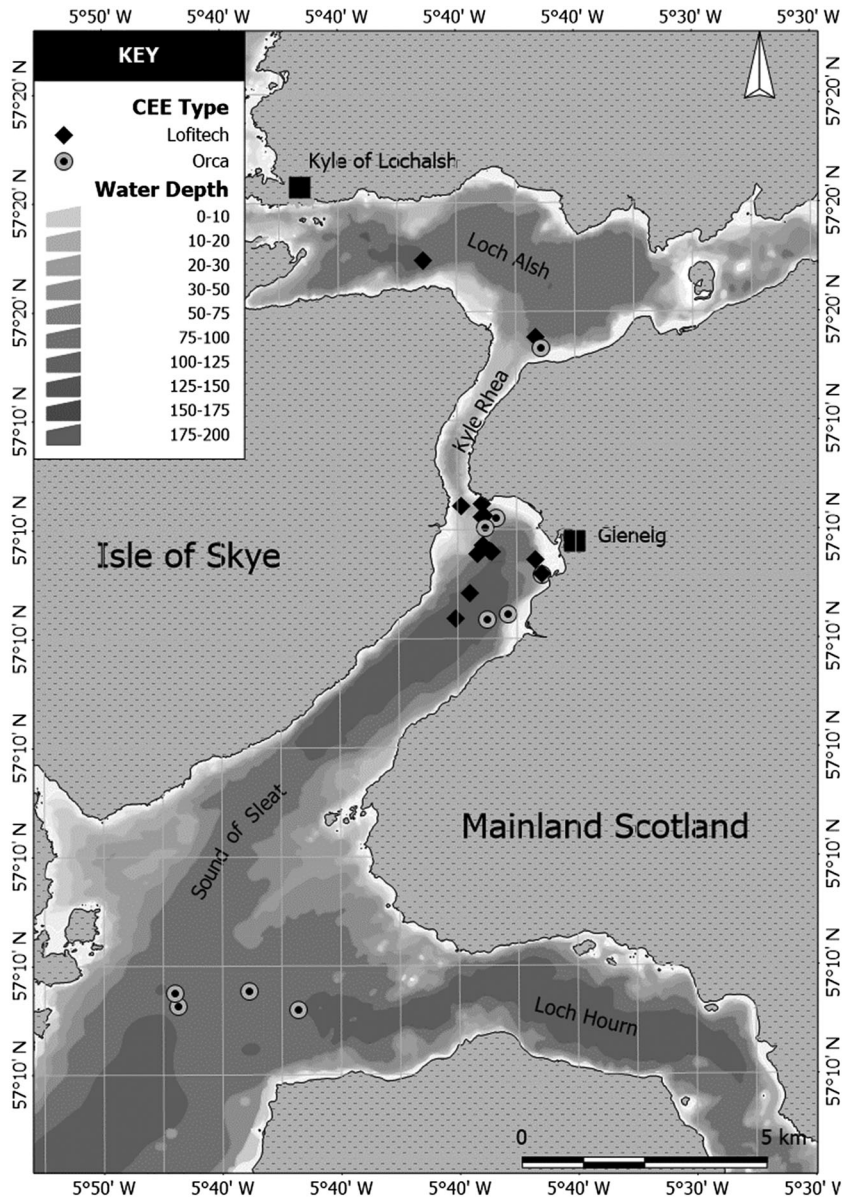 5°50' W 5°40' W 5°40' W 5°40' W 5°40' W 5°30' W 5°30' W
KEY
CEE Type
Lofitech
Orca
Water Depth
0-10
10-20
20-30
30-50
50-75
75-100
100-125
125-150
150-175
175-200
57°20' N
57°20' N
57°20' N
57°10' N
57°10' N
57°10' N
57°10' N
57°10' N
57°10' N
57°10' N
57°20' N
57°20' N
57°20' N
57°10' N
57°10' N
57°10' N
57°10' N
57°10' N
57°10' N
57°10' N
Kyle of Lochalsh
Loch Alsh
Kyle Rhea
Gleneig
Isle of Skye
Sound of Sleat
Mainland Scotland
Loch Hourn
0 5 km
5°50' W 5°40' W 5°40' W 5°40' W 5°40' W 5°30' W 5°30' W